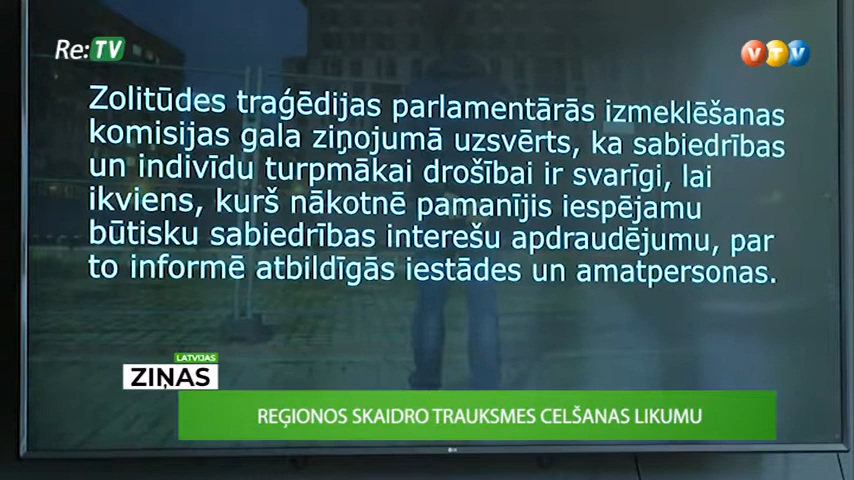 Re:TV
VTV
Zolitūdes traģēdijas parlamentārās izmeklēšanas
komisijas gala ziņojumā uzsvērts, ka sabiedrības
un indivīdu turpmākai drošībai ir svarīgi, lai
ikviens, kurš nākotnē pamanījis iespējamu
būtisku sabiedrības interešu apdraudējumu, par
to informē atbildīgās iestādes un amatpersonas.
LATVIJAS
ZIŅAS
REĢIONOS SKAIDRO TRAUKSMES CELŠANAS LIKUMU
LG